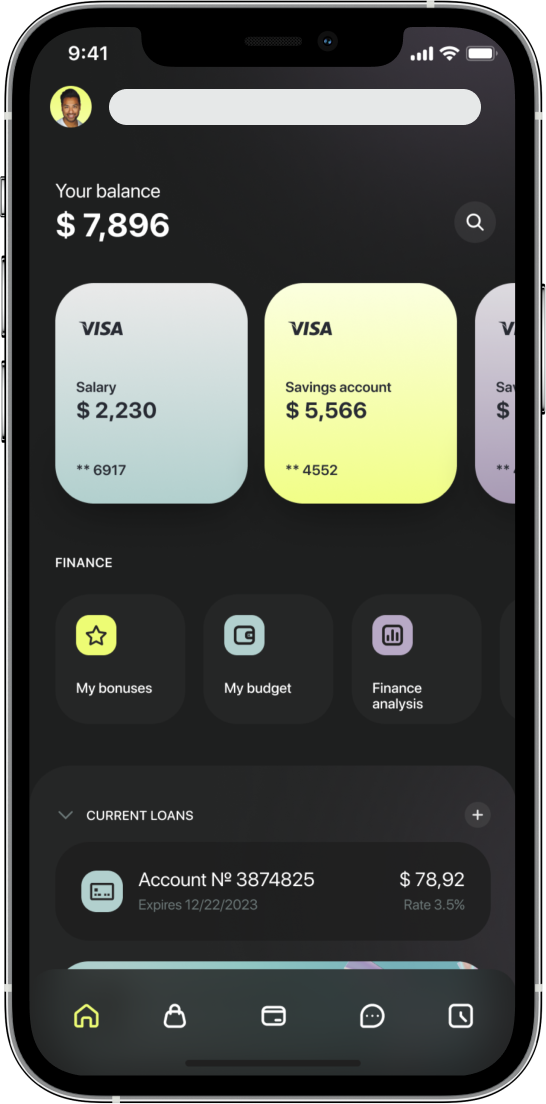 9:41
Your balance
$ 7,896
VISA
VISA
Salary
$ 2,230
** 6917
Savings account
$ 5,566
** 4552
$
**
FINANCE
My bonuses
My budget
Finance
analysis
CURRENT LOANS
Account № 3874825
$ 78,92
Expires 12/22/2023
Rate 3.5%